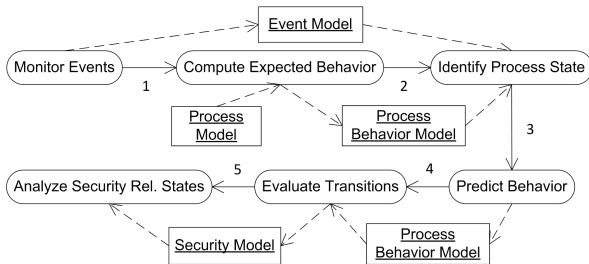 Event Model
Monitor Events
1
Compute Expected Behavior
2
Identify Process State
Process
Model
Process
Behavior Model
3
Analyze Security Rel. States
5
Evaluate Transitions
4
Predict Behavior
Security Model
Process
Behavior Model